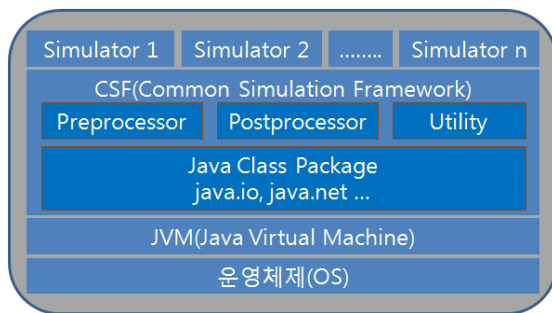 Simulator 1 Simulator 2 ........ Simulator n
CSF(Common Simulation Framework)
Preprocessor Postprocessor Utility
Java Class Package
java.io, java.net ...
JVM(Java Virtual Machine)
운영체제(OS)